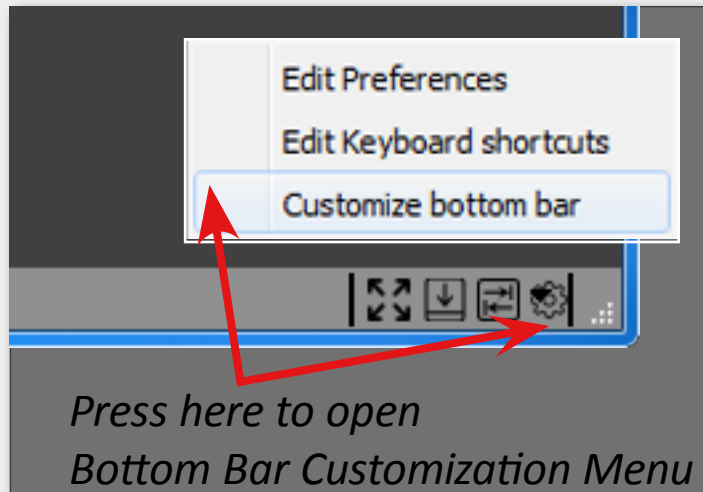 Edit Preferences
Edit Keyboard shortcuts
Customize bottom bar
Press here to open
Bottom Bar Customization Menu